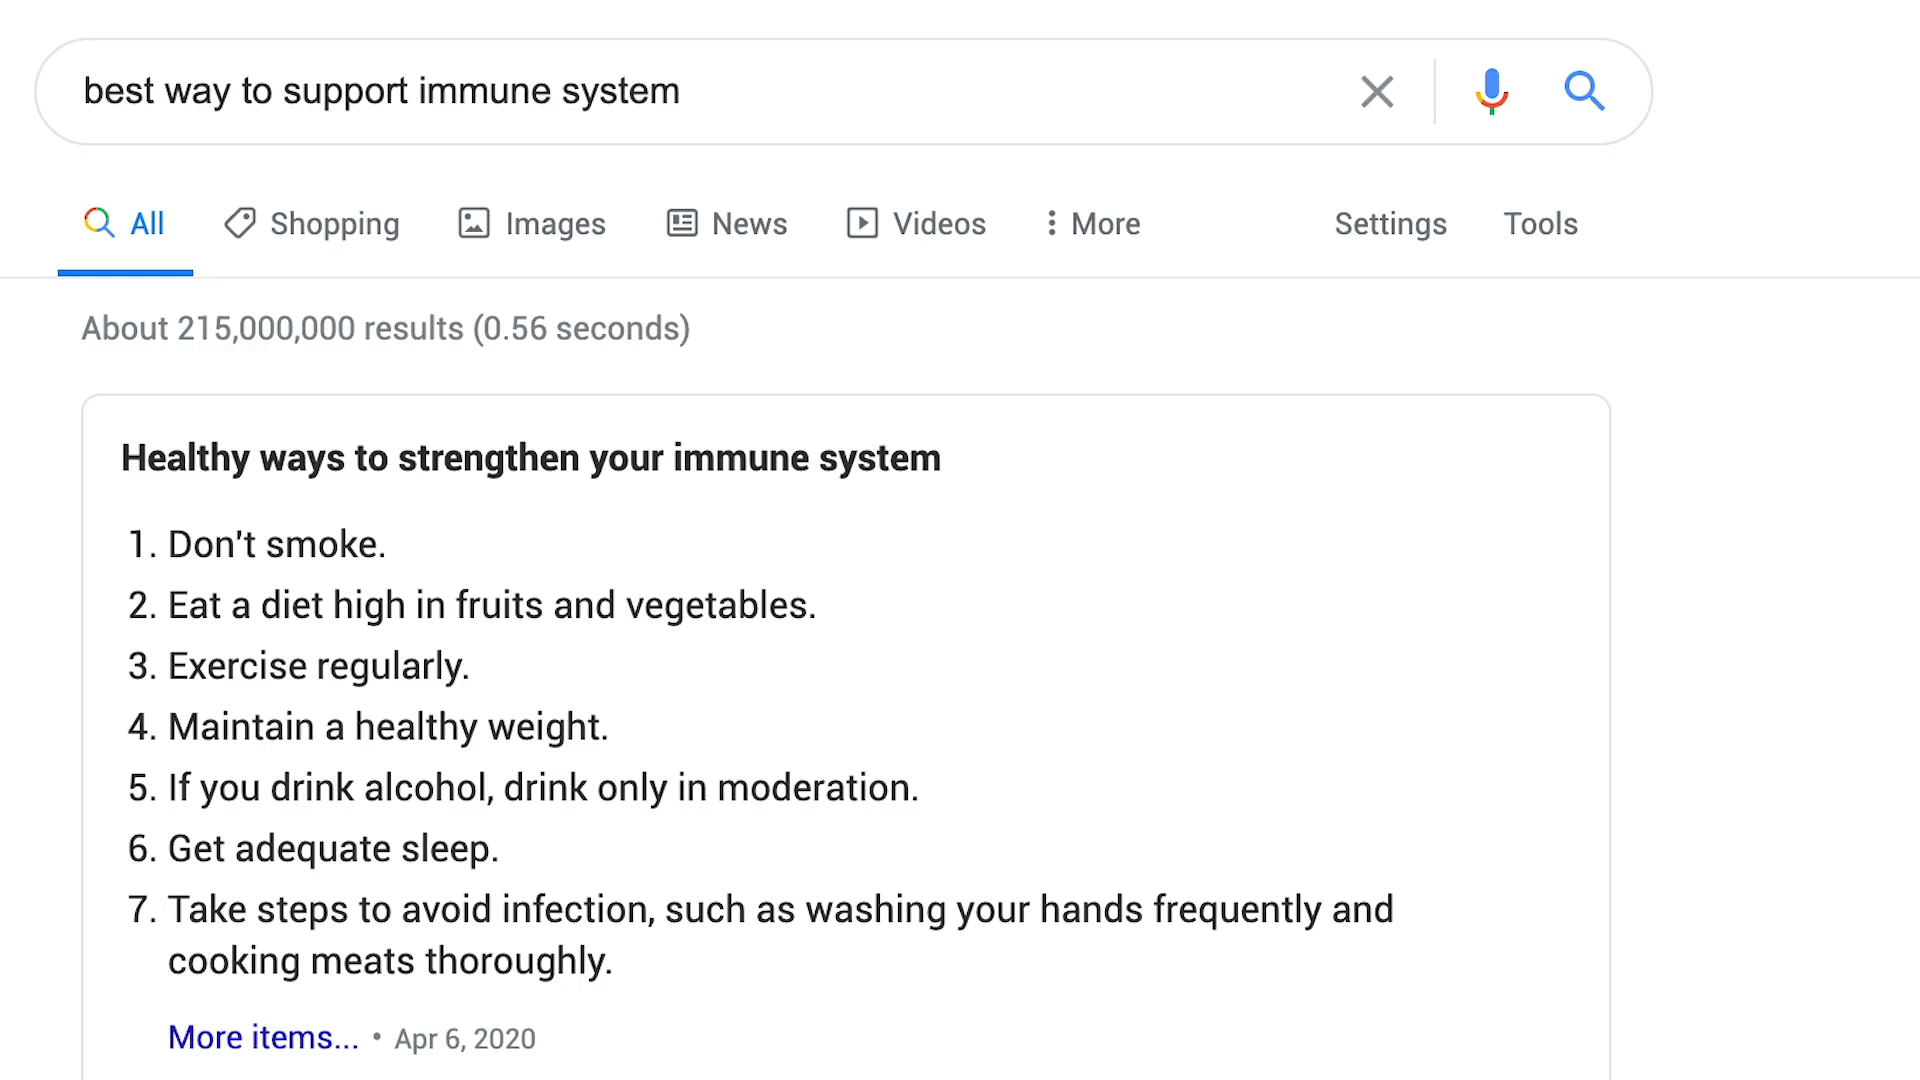 best way to support immune system
All Shopping Images News Videos More Settings Tools
About 215,000,000 results (0.56 seconds)
Healthy ways to strengthen your immune system
1. Don't smoke.
2. Eat a diet high in fruits and vegetables.
3. Exercise regularly.
4. Maintain a healthy weight.
5. If you drink alcohol, drink only in moderation.
6. Get adequate sleep.
7. Take steps to avoid infection, such as washing your hands frequently and
cooking meats thoroughly.
More items... • Apr 6, 2020